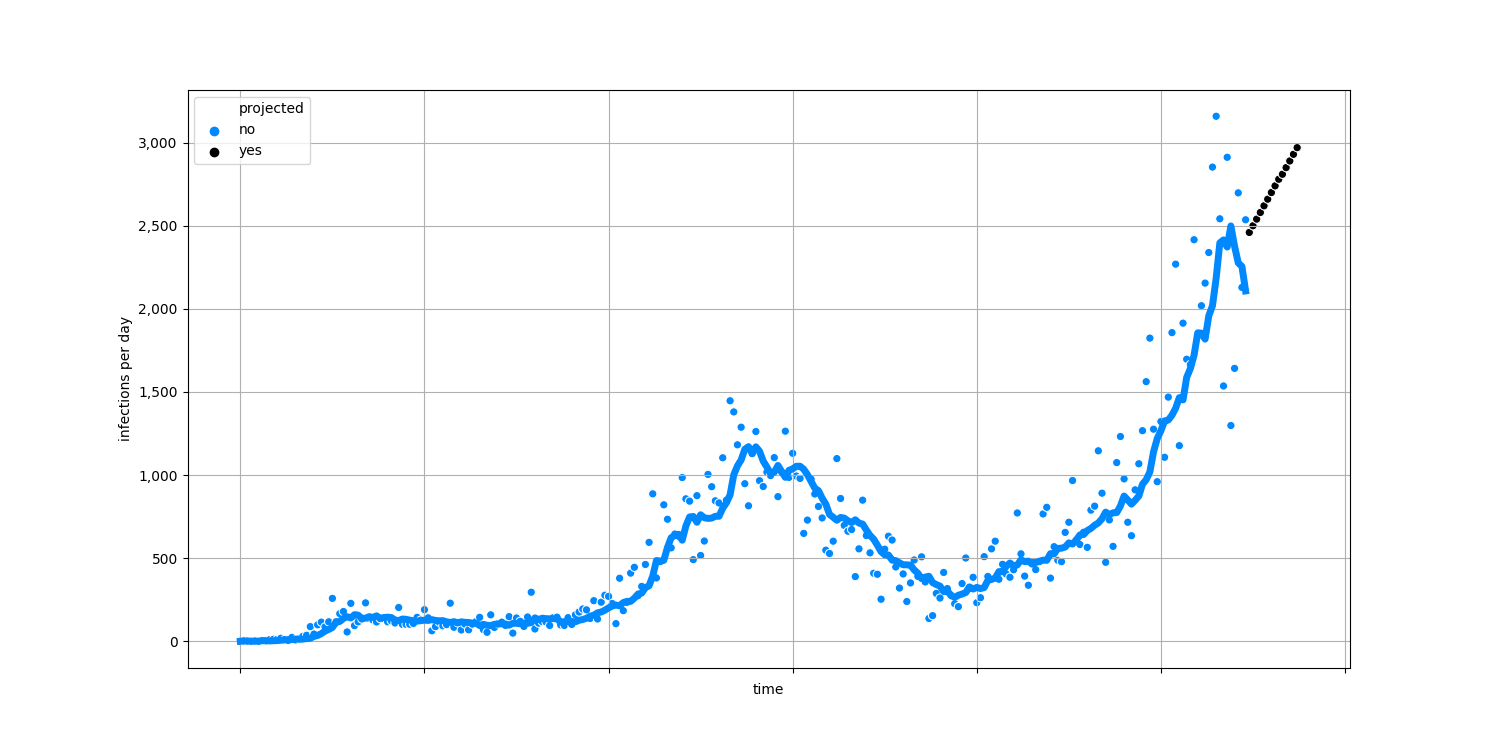 projected
no
yes
3,000
2,500
2,000
1,500
1,000
500
0
infections per day
time